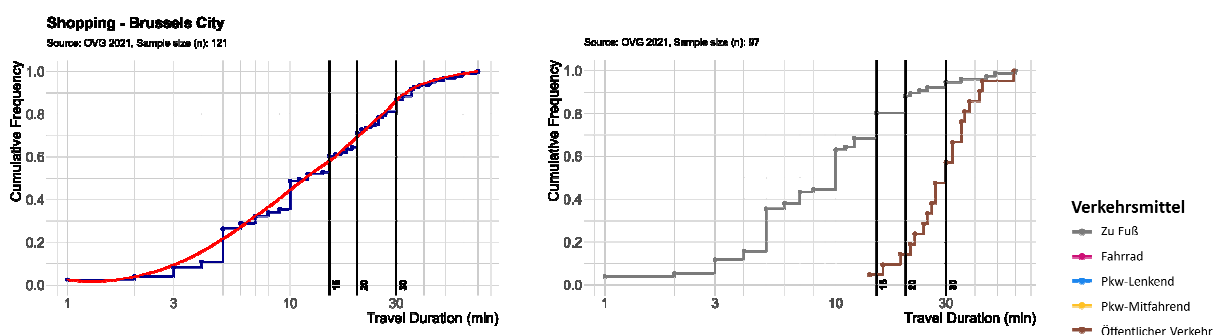 Shopping - Brussels City
Source: OVG 2021, Sample size (n): 121
Cumulative Frequency
1.0
0.8
0.6
0.4
0.2
0.0
15
20
30
1
3
10
30
Travel Duration (min)
Source: OVG 2021, Sample size (n): 97
Cumulative Frequency
1.0
0.8
0.6
0.4
0.2
0.0
15
20
30
1
3
10
30
Travel Duration (min)
Verkehrsmittel
Zu Fuß
Fahrrad
Pkw-Lenkend
Pkw-Mitfahrend
Öffentlicher Verkehr